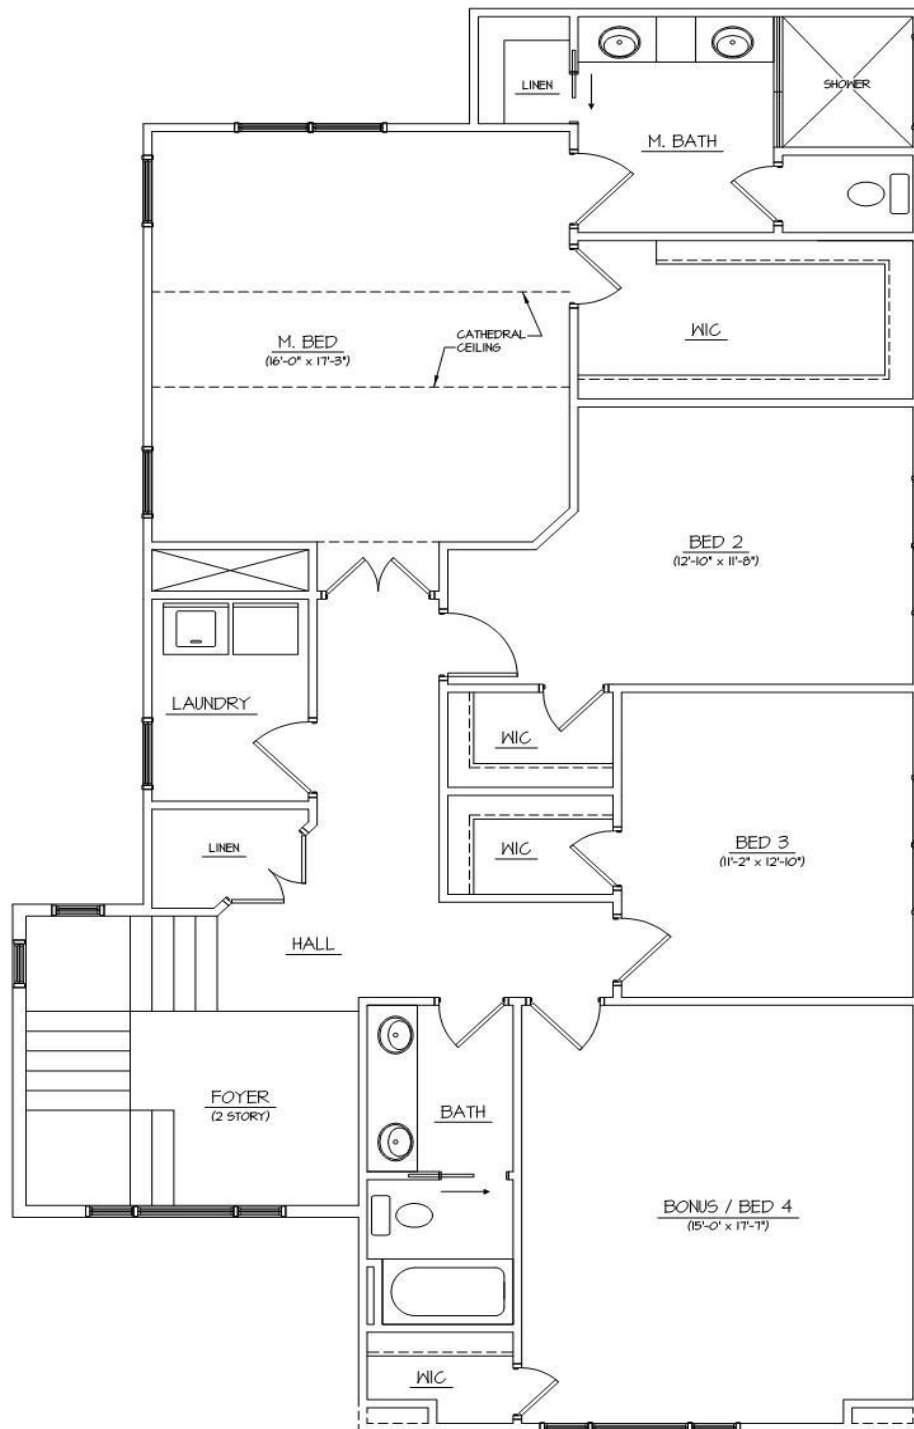 LINEN
SHOWER
M. BATH
WIC
M. BED
(16'-0" x 17'-3")
CATHEDRAL
CEILING
BED 2
(12'-10" x 11'-8")
LAUNDRY
WIC
LINEN
WIC
BED 3
(11'-2" x 12'-10")
HALL
FOYER
(2 STORY)
BATH
BONUS / BED 4
(15'-0' x 17'-7")
WIC